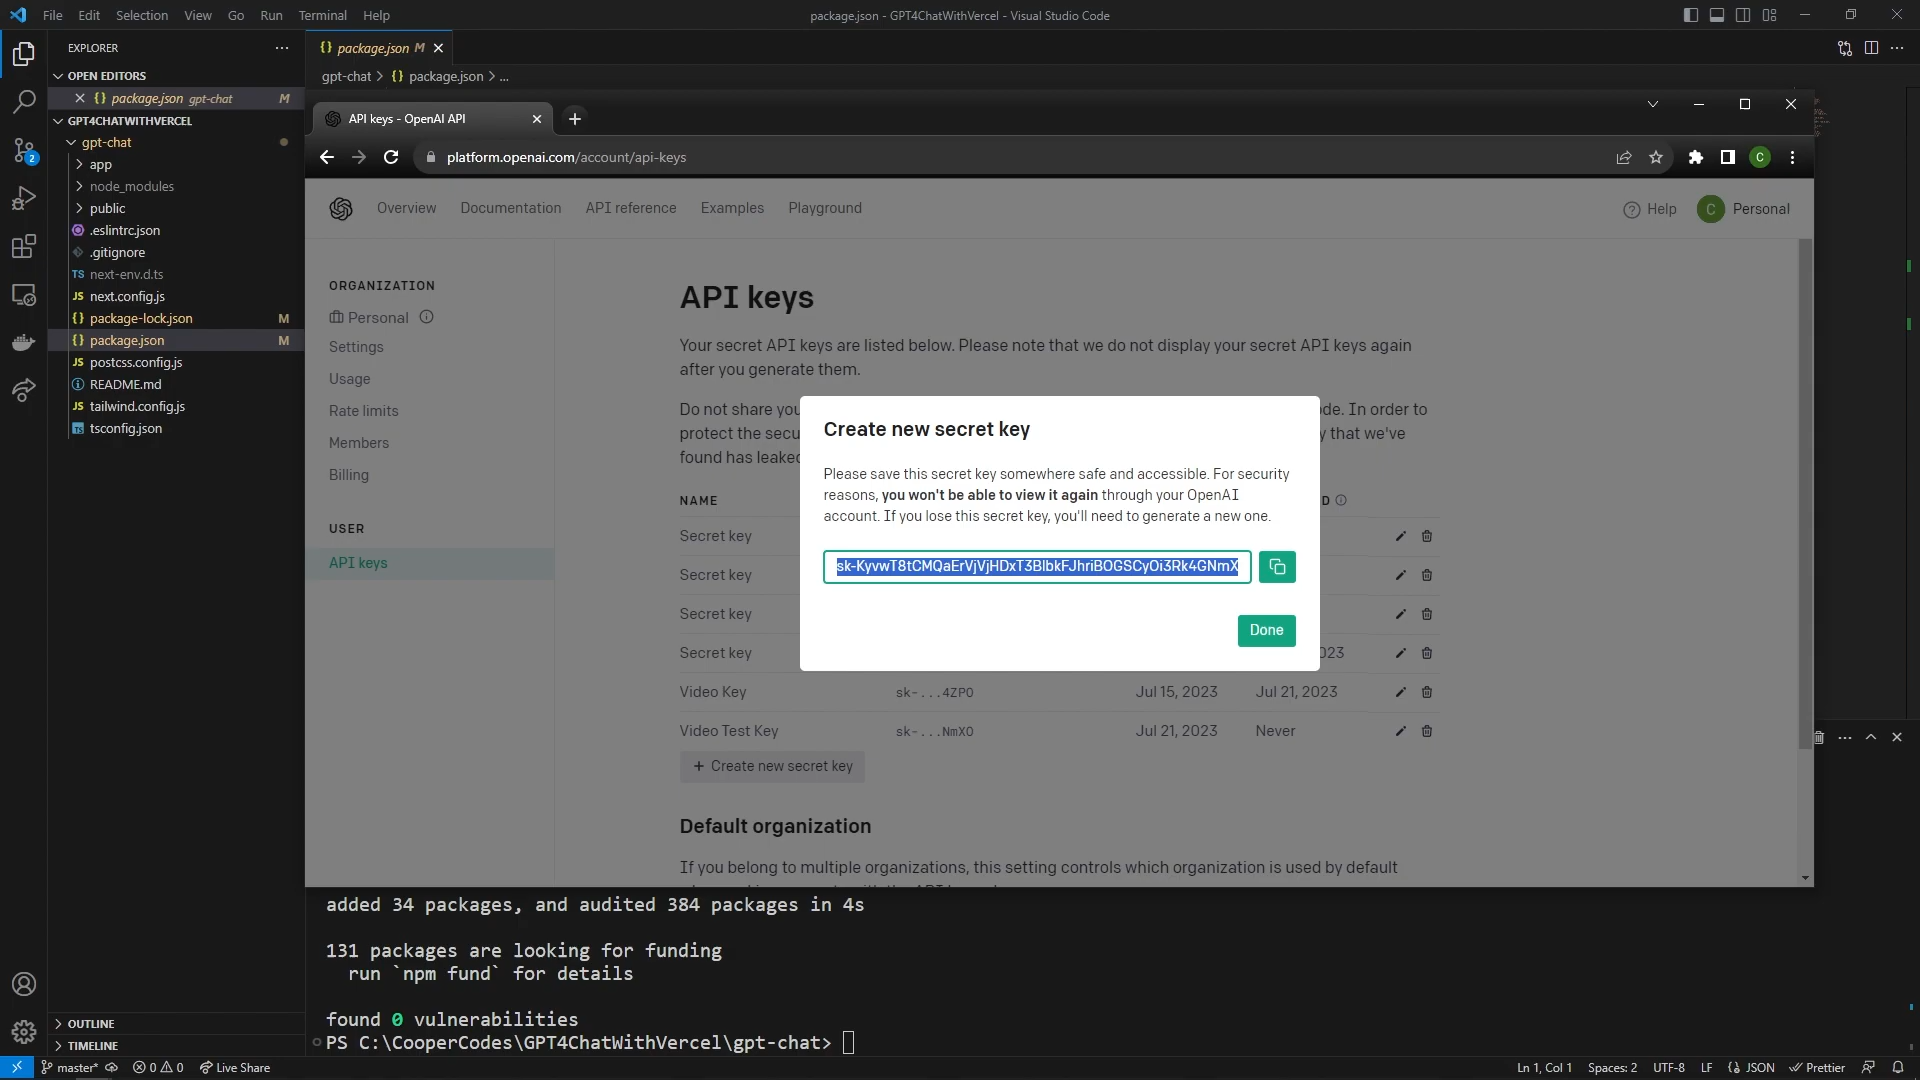 File Edit Selection View Go Run Terminal Help
package.json - GPT4ChatWithVercel - Visual Studio Code
EXPLORER
OPEN EDITORS
package.json gpt-chat M
GPT4CHATWITHVERCEL
gpt-chat
app
node_modules
public
.eslintrc.json
.gitignore
TS next-env.d.ts
JS next.config.js
{} package-lock.json M
{} package.json M
JS postcss.config.js
README.md
JS tailwind.config.js
tsconfig.json
OUTLINE
TIMELINE
{} package.json M
gpt-chat > {} package.json > ...
API keys - OpenAI API
platform.openai.com/account/api-keys
C
Overview Documentation API reference Examples Playground
Help C Personal
ORGANIZATION
Personal
Settings
Usage
Rate limits
Members
Billing
USER
API keys
API keys
Your secret API keys are listed below. Please note that we do not display your secret API keys again
after you generate them.
Do not share you de. In order to
protect the secu y that we've
found has leaked
NAME D
Secret key
Secret key
Secret key
Secret key 023
Video Key sk-...4ZPO Jul 15, 2023 Jul 21, 2023
Video Test Key sk-...NmXO Jul 21, 2023 Never
+ Create new secret key
Default organization
If you belong to multiple organizations, this setting controls which organization is used by default
Create new secret key
Please save this secret key somewhere safe and accessible. For security
reasons, you won't be able to view it again through your OpenAI
account. If you lose this secret key, you'll need to generate a new one.
sk-KyvwT8tCMQaErVjVjHDxT3BlbkFJhriBOGSCyOi3Rk4GNmX
Done
added 34 packages, and audited 384 packages in 4s
131 packages are looking for funding
run `npm fund` for details
found 0 vulnerabilities
PS C:\CooperCodes\GPT4ChatWithVercel\gpt-chat>
2
master* 0 0 Live Share
Ln 1, Col 1 Spaces: 2 UTF-8 LF {} JSON Prettier